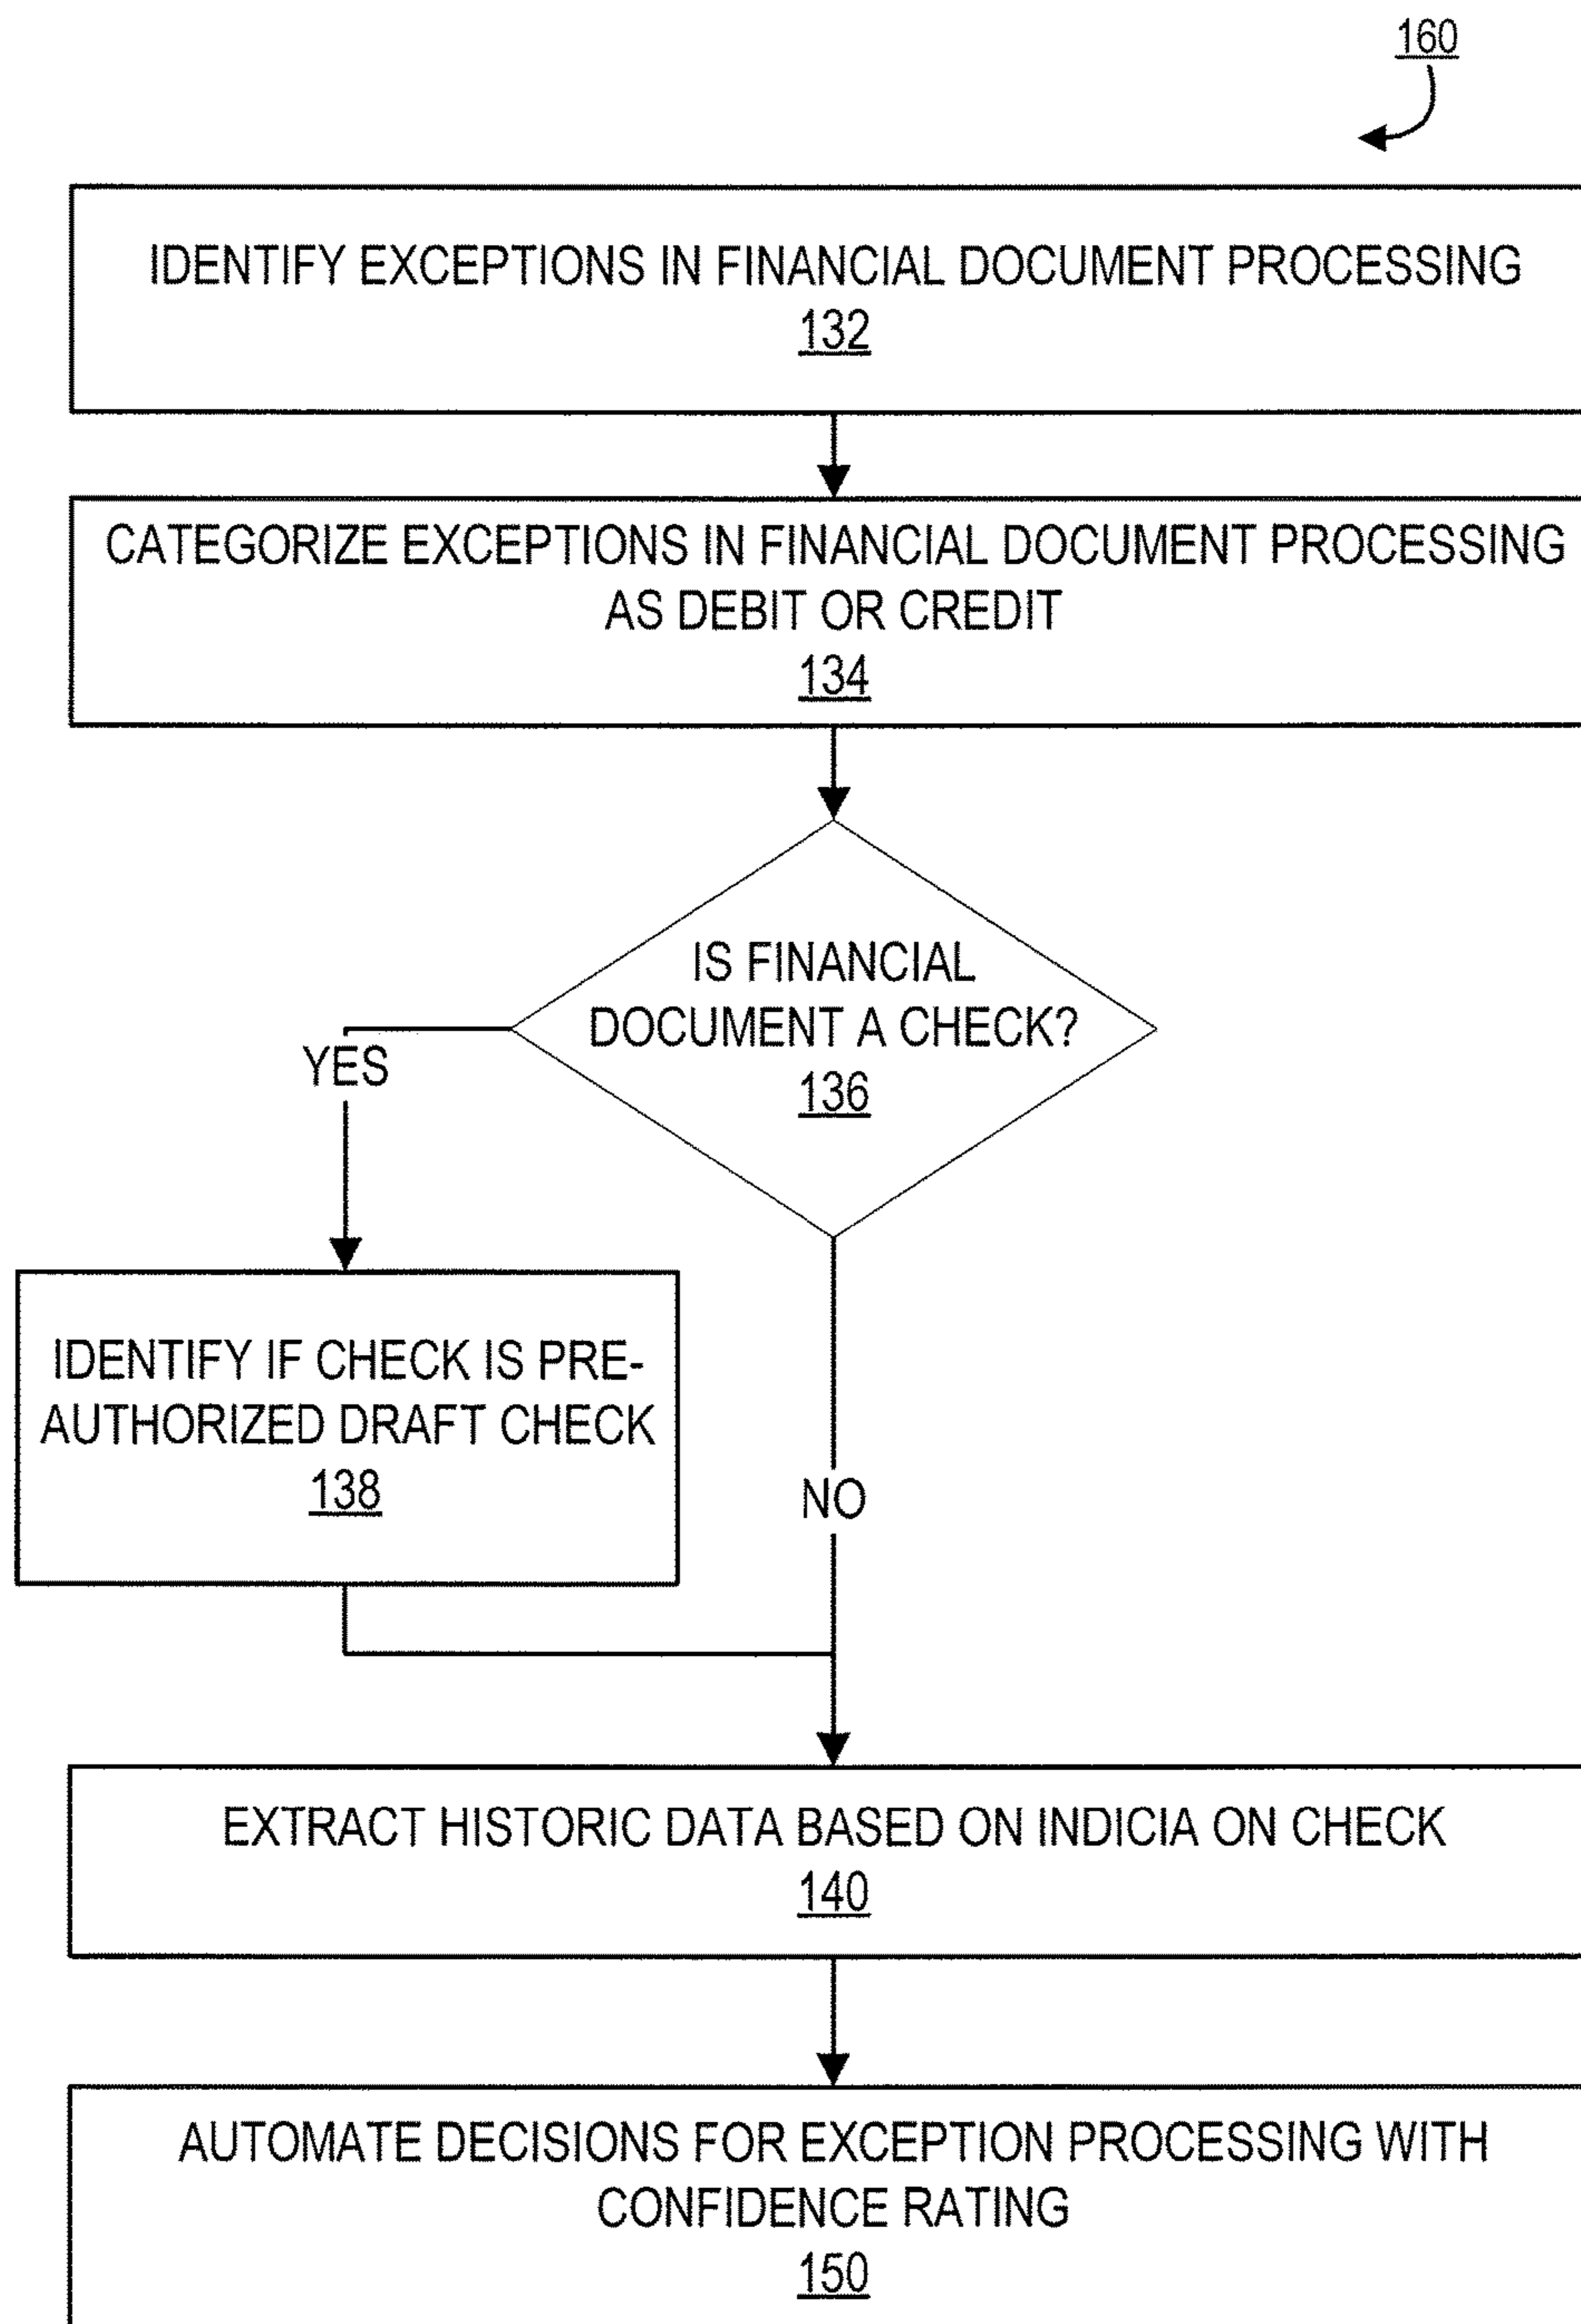 160
IDENTIFY EXCEPTIONS IN FINANCIAL DOCUMENT PROCESSING
132
CATEGORIZE EXCEPTIONS IN FINANCIAL DOCUMENT PROCESSING
AS DEBIT OR CREDIT
134
IS FINANCIAL
DOCUMENT A CHECK?
136
YES
IDENTIFY IF CHECK IS PRE-
AUTHORIZED DRAFT CHECK
138
NO
EXTRACT HISTORIC DATA BASED ON INDICIA ON CHECK
140
AUTOMATE DECISIONS FOR EXCEPTION PROCESSING WITH
CONFIDENCE RATING
150